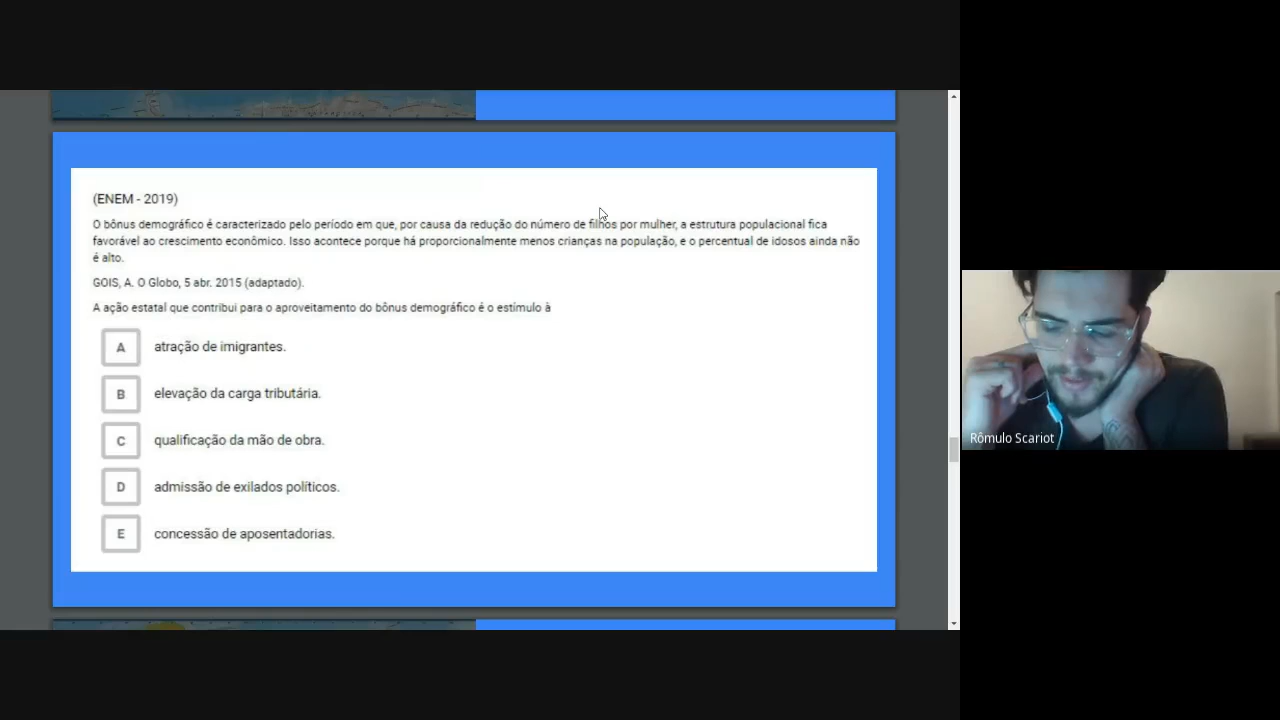 (ENEM - 2019)
O bônus demográfico é caracterizado pelo período em que, por causa da redução do número de filhos por mulher, a estrutura populacional fica
favorável ao crescimento econômico. Isso acontece porque há proporcionalmente menos crianças na população, e o percentual de idosos ainda não
é alto.
GOIS, A. O Globo, 5 abr. 2015 (adaptado).
A ação estatal que contribui para o aproveitamento do bônus demográfico é o estímulo à
A atração de imigrantes.
B elevação da carga tributária.
C qualificação da mão de obra.
D admissão de exilados políticos.
E concessão de aposentadorias.
Rômulo Scariot